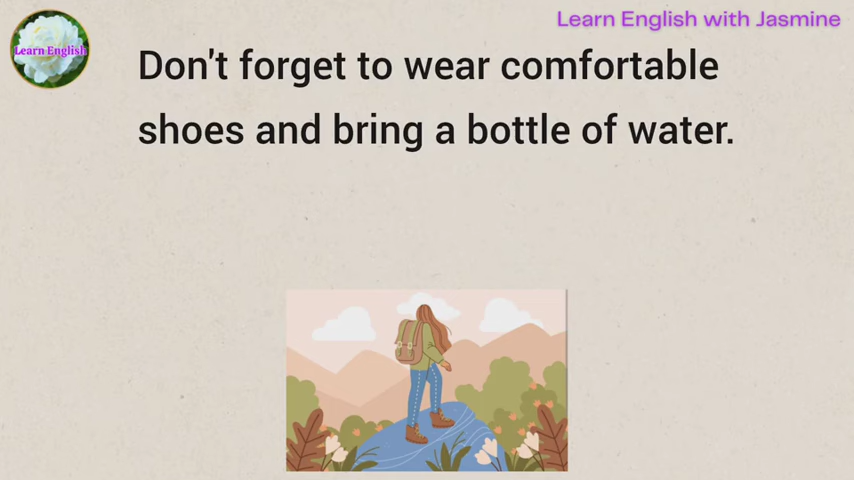 Learn English with Jasmine
Learn English
Don't forget to wear comfortable
shoes and bring a bottle of water.